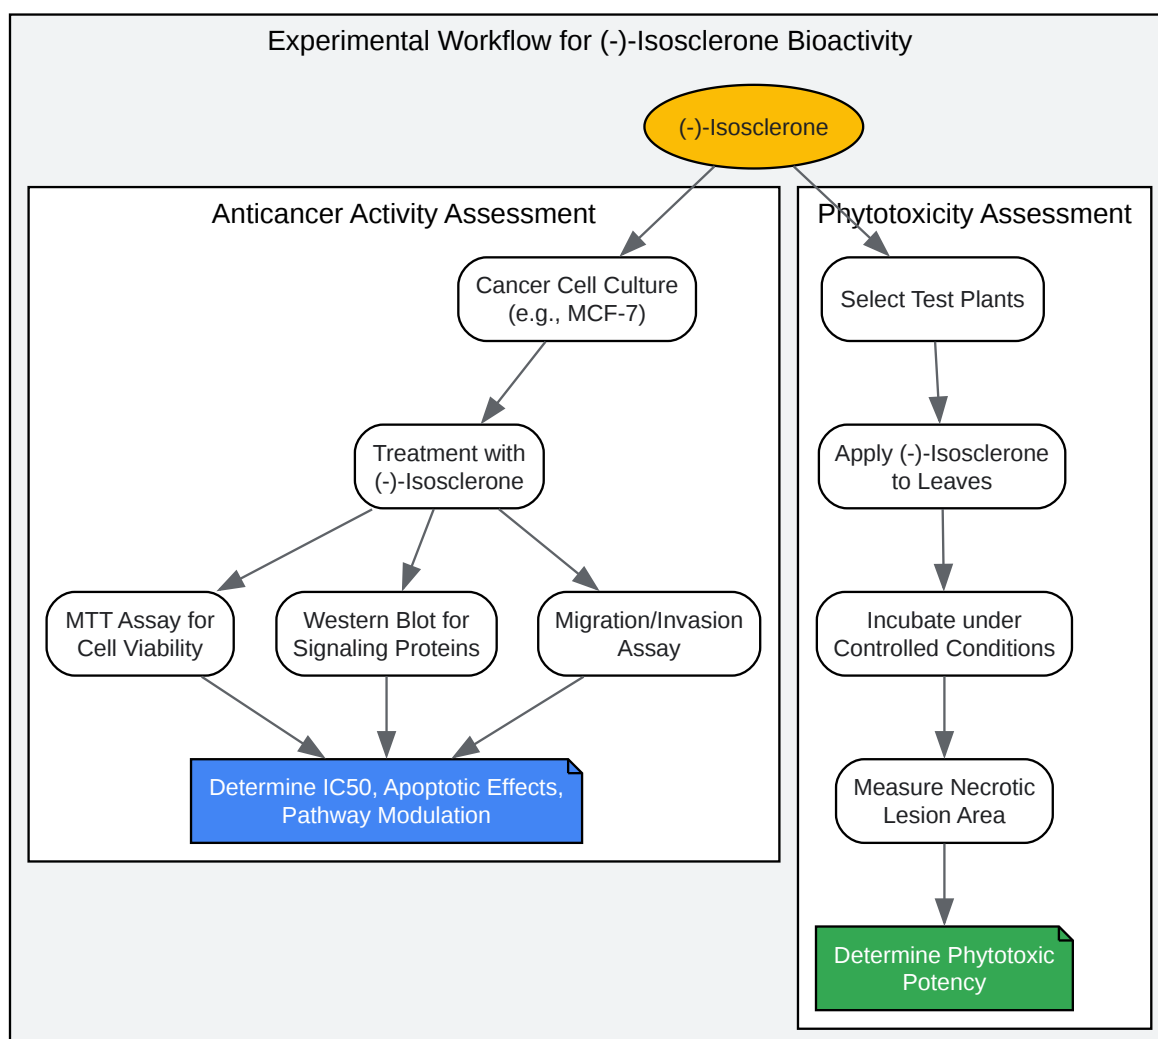 Experimental Workflow for (-)-Isosclerone Bioactivity
(-)-Isosclerone
Anticancer Activity Assessment
Cancer Cell Culture
(e.g., MCF-7)
Treatment with
(-)-Isosclerone
MTT Assay for
Cell Viability
Western Blot for
Signaling Proteins
Migration/Invasion
Assay
Determine IC50, Apoptotic Effects,
Pathway Modulation
Phytotoxicity Assessment
Select Test Plants
Apply (-)-Isosclerone
to Leaves
Incubate under
Controlled Conditions
Measure Necrotic
Lesion Area
Determine Phytotoxic
Potency